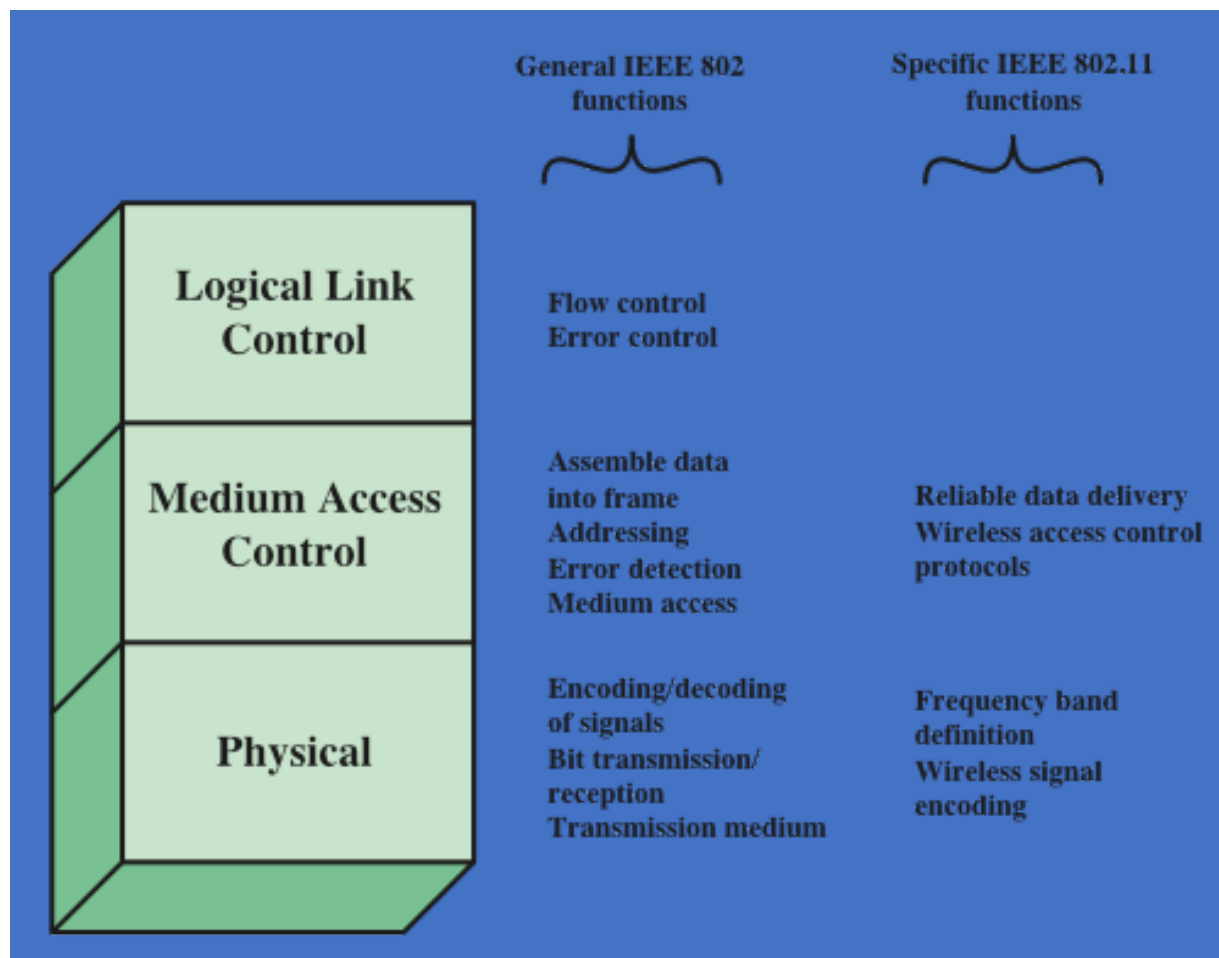 General IEEE 802
functions
Specific IEEE 802.11
functions
Logical Link
Control
Flow control
Error control
Medium Access
Control
Assemble data
into frame
Addressing
Error detection
Medium access
Reliable data delivery
Wireless access control
protocols
Physical
Encoding/decoding
of signals
Bit transmission/
reception
Transmission medium
Frequency band
definition
Wireless signal
encoding